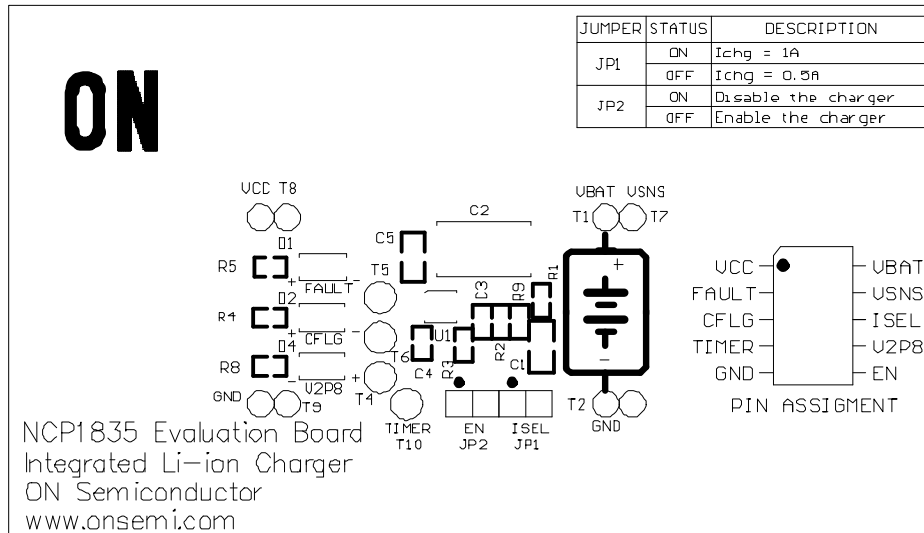 JUMPER STATUS DESCRIPTION
JP1 ON Ichg = 1A
OFF Ichg = 0.5A
JP2 ON Disable the charger
OFF Enable the charger
ON
VCC T8
VBAT VSNS
T1 T7
C2
C5
D1
R5
+ FAULT -
T5
C3
R9
R1
+
D2
R4
+ CFLG -
U1
R2
C1
T6
C4
R3
D4
R8
- V2P8 +
T4
-
GND T9
TIMER
T10
EN
JP2
ISEL
JP1
T2
GND
VCC VBAT
FAULT VSNS
CFLG ISEL
TIMER V2P8
GND EN
PIN ASSIGMENT
NCP1835 Evaluation Board
Integrated Li-ion Charger
ON Semiconductor
www.onsemi.com